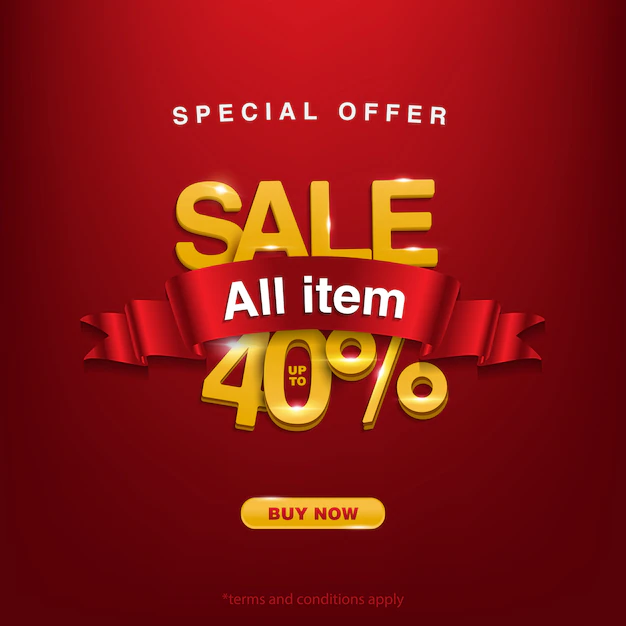 SPECIAL OFFER
SALE
All item
UP
TO
40%
BUY NOW
*terms and conditions apply